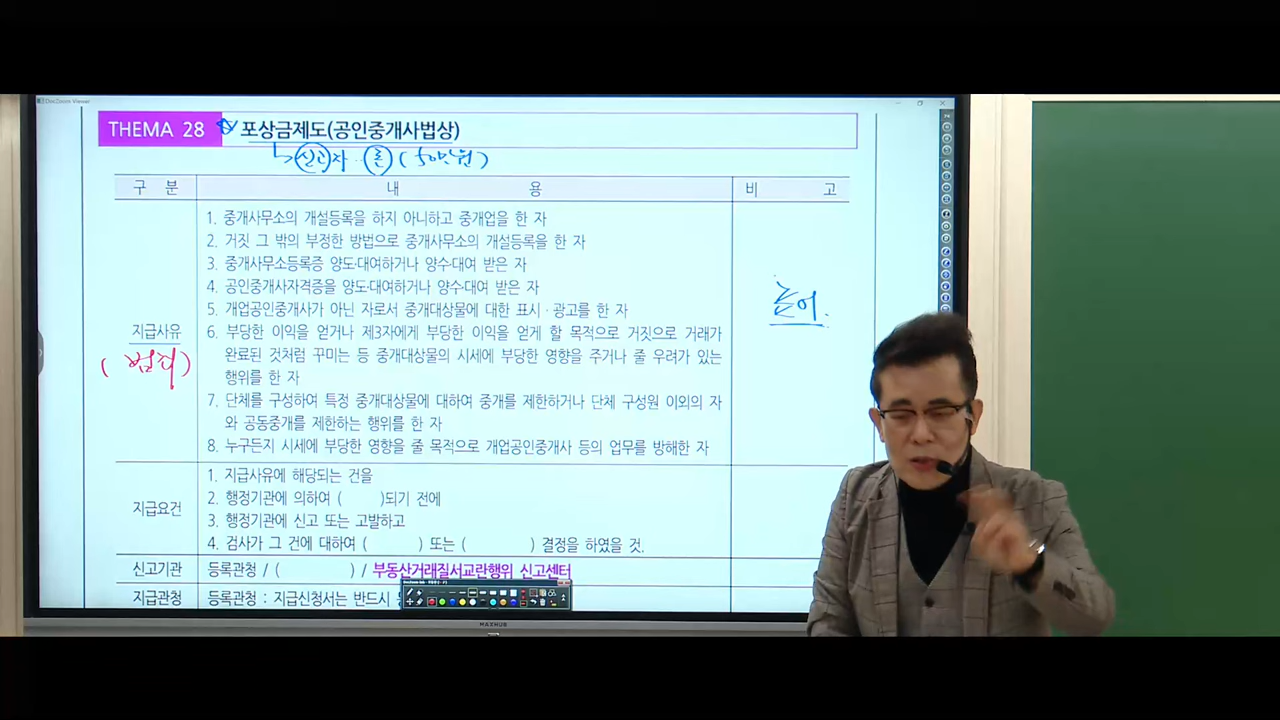 DocZoom Viewer
THEMA 28 포상금제도(공인중개사법상)
신고자 돈 (50만원)
구 분 내 용 비 고
지급사유
(범죄)
1. 중개사무소의 개설등록을 하지 아니하고 중개업을 한 자
2. 거짓 그 밖의 부정한 방법으로 중개사무소의 개설등록을 한 자
3. 중개사무소등록증 양도·대여하거나 양수·대여 받은 자
4. 공인중개사자격증을 양도·대여하거나 양수·대여 받은 자
5. 개업공인중개사가 아닌 자로서 중개대상물에 대한 표시·광고를 한 자
6. 부당한 이익을 얻거나 제3자에게 부당한 이익을 얻게 할 목적으로 거짓으로 거래가
완료된 것처럼 꾸미는 등 중개대상물의 시세에 부당한 영향을 주거나 줄 우려가 있는
행위를 한 자
7. 단체를 구성하여 특정 중개대상물에 대하여 중개를 제한하거나 단체 구성원 이외의 자
와 공동중개를 제한하는 행위를 한 자
8. 누구든지 시세에 부당한 영향을 줄 목적으로 개업공인중개사 등의 업무를 방해한 자
지급요건
1. 지급사유에 해당되는 건을
2. 행정기관에 의하여 ( )되기 전에
3. 행정기관에 신고 또는 고발하고
4. 검사가 그 건에 대하여 ( ) 또는 ( ) 결정을 하였을 것.
신고기관 등록관청 / ( ) / 부동산거래질서교란행위 신고센터
지급관청 등록관청 : 지급신청서는 반드시
MAXHUB